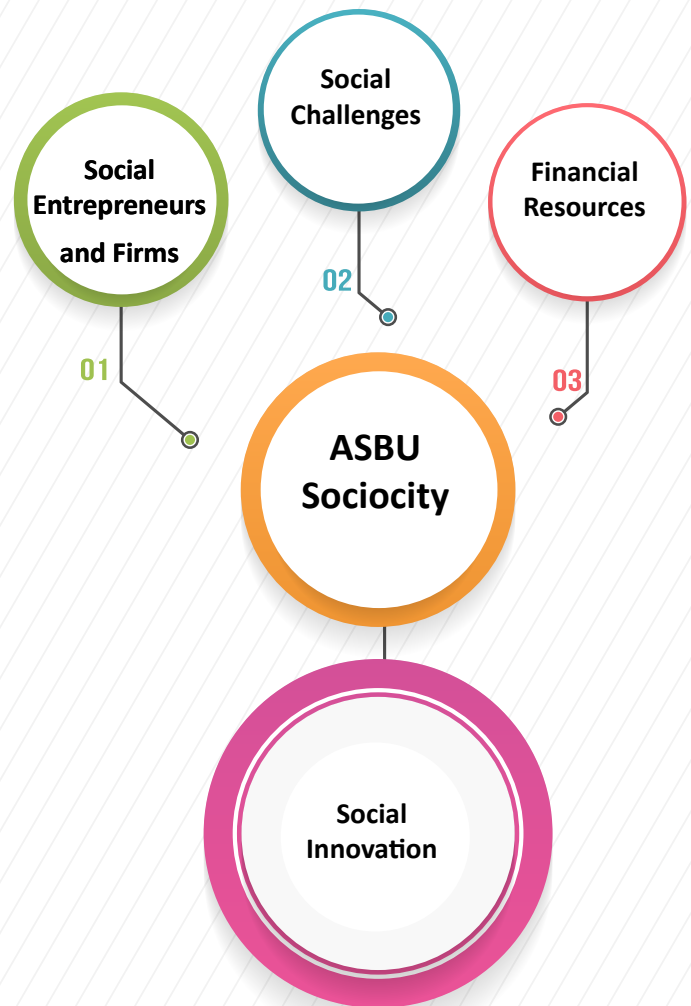 Social
Entrepreneurs
and Firms
01
Social
Challenges
02
Financial
Resources
03
ASBU
Sociocity
Social
Innovation